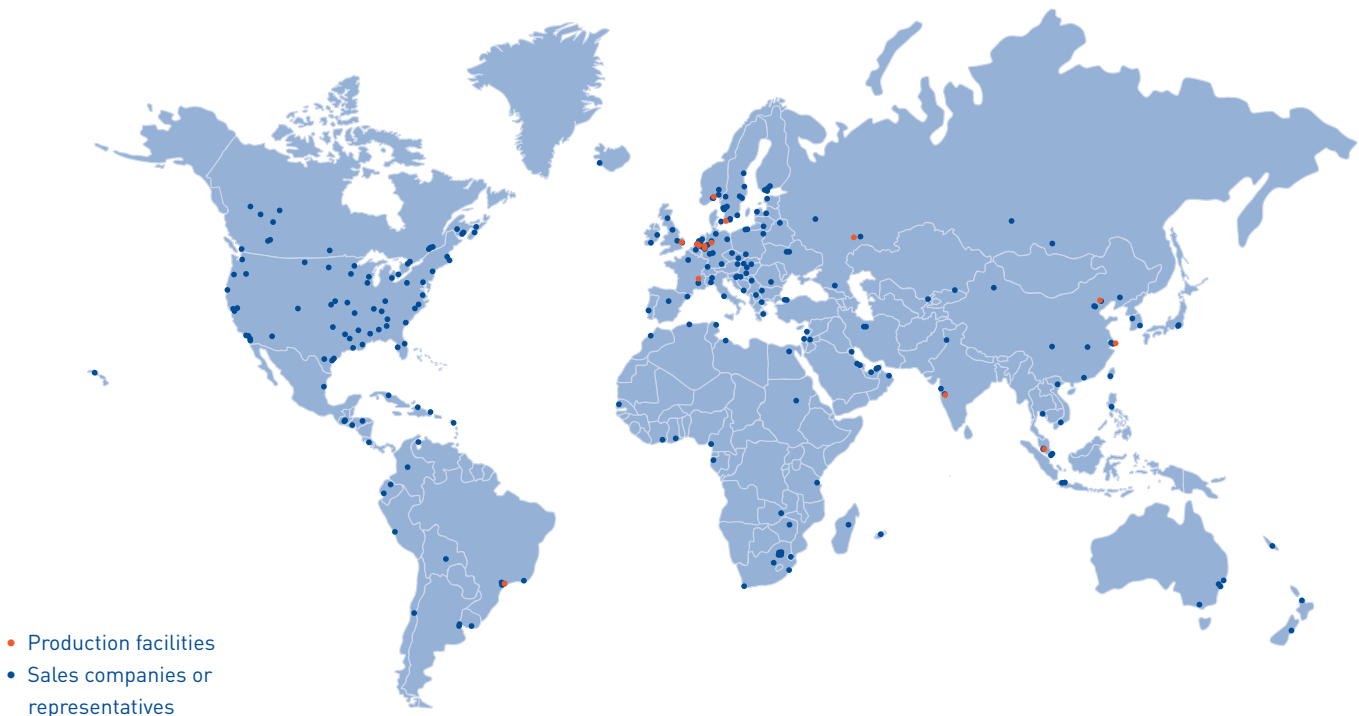 Production facilities
Sales companies or
representatives